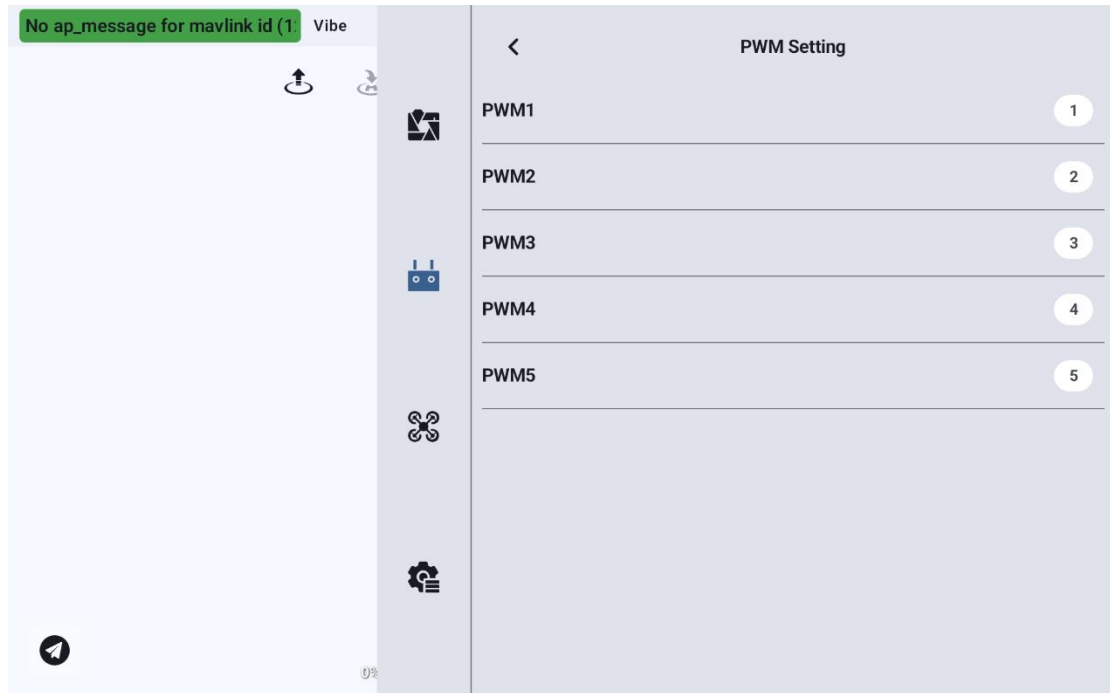 No ap_message for mavlink id (1
Vibe
PWM Setting
PWM1 1
PWM2 2
PWM3 3
PWM4 4
PWM5 5
0%